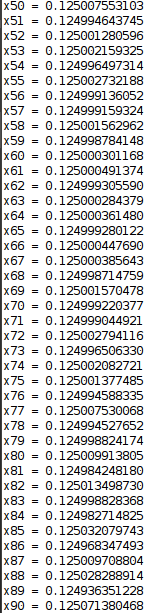 x50 = 0.125007553103
x51 = 0.124994643745
x52 = 0.125001280596
x53 = 0.125002159325
x54 = 0.124996497314
x55 = 0.125002732188
x56 = 0.124999136052
x57 = 0.124999159324
x58 = 0.125001562962
x59 = 0.124998784148
x60 = 0.125000301168
x61 = 0.125000491374
x62 = 0.124999305590
x63 = 0.125000284379
x64 = 0.125000361480
x65 = 0.124999280122
x66 = 0.125000447690
x67 = 0.125000385643
x68 = 0.124998714759
x69 = 0.125001570478
x70 = 0.124999220377
x71 = 0.124999044921
x72 = 0.125002794116
x73 = 0.124996506330
x74 = 0.125002082721
x75 = 0.125001377485
x76 = 0.124994588335
x77 = 0.125007530068
x78 = 0.124994527652
x79 = 0.124998824174
x80 = 0.125009913805
x81 = 0.124984248180
x82 = 0.125013498730
x83 = 0.124998828368
x84 = 0.124982714825
x85 = 0.125032079743
x86 = 0.124968347493
x87 = 0.125009708804
x88 = 0.125028288914
x89 = 0.124936351228
x90 = 0.125071380468